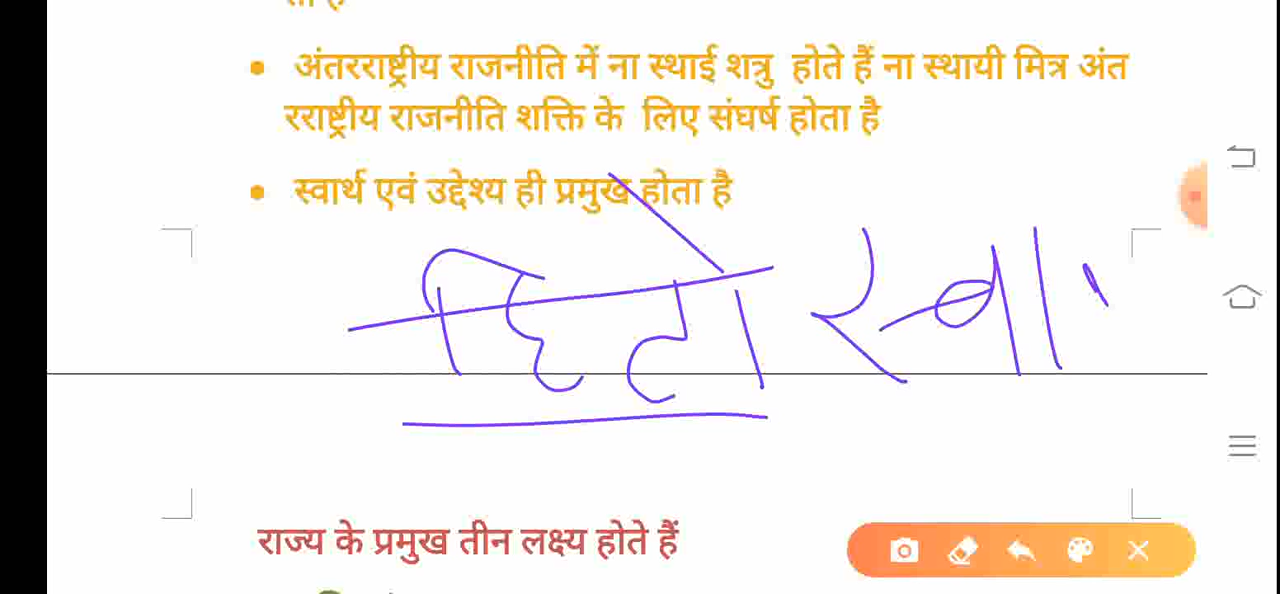 ता है
• अंतरराष्ट्रीय राजनीति में ना स्थाई शत्रु होते हैं ना स्थायी मित्र अंत
रराष्ट्रीय राजनीति शक्ति के लिए संघर्ष होता है
• स्वार्थ एवं उद्देश्य ही प्रमुख होता है
हितो स्वा
राज्य के प्रमुख तीन लक्ष्य होते हैं